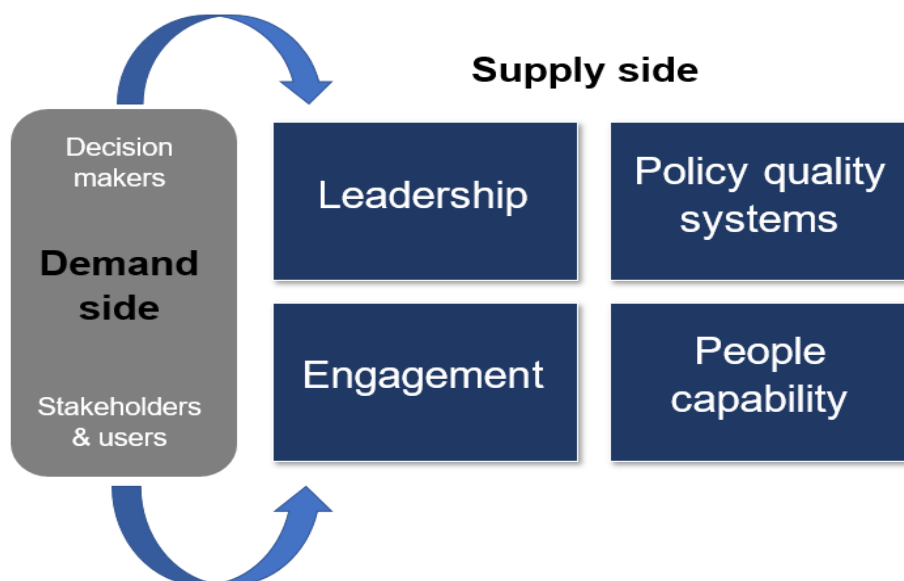 Supply side
Decision
makers
Demand
side
Stakeholders
& users
Leadership
Policy quality
systems
Engagement
People
capability